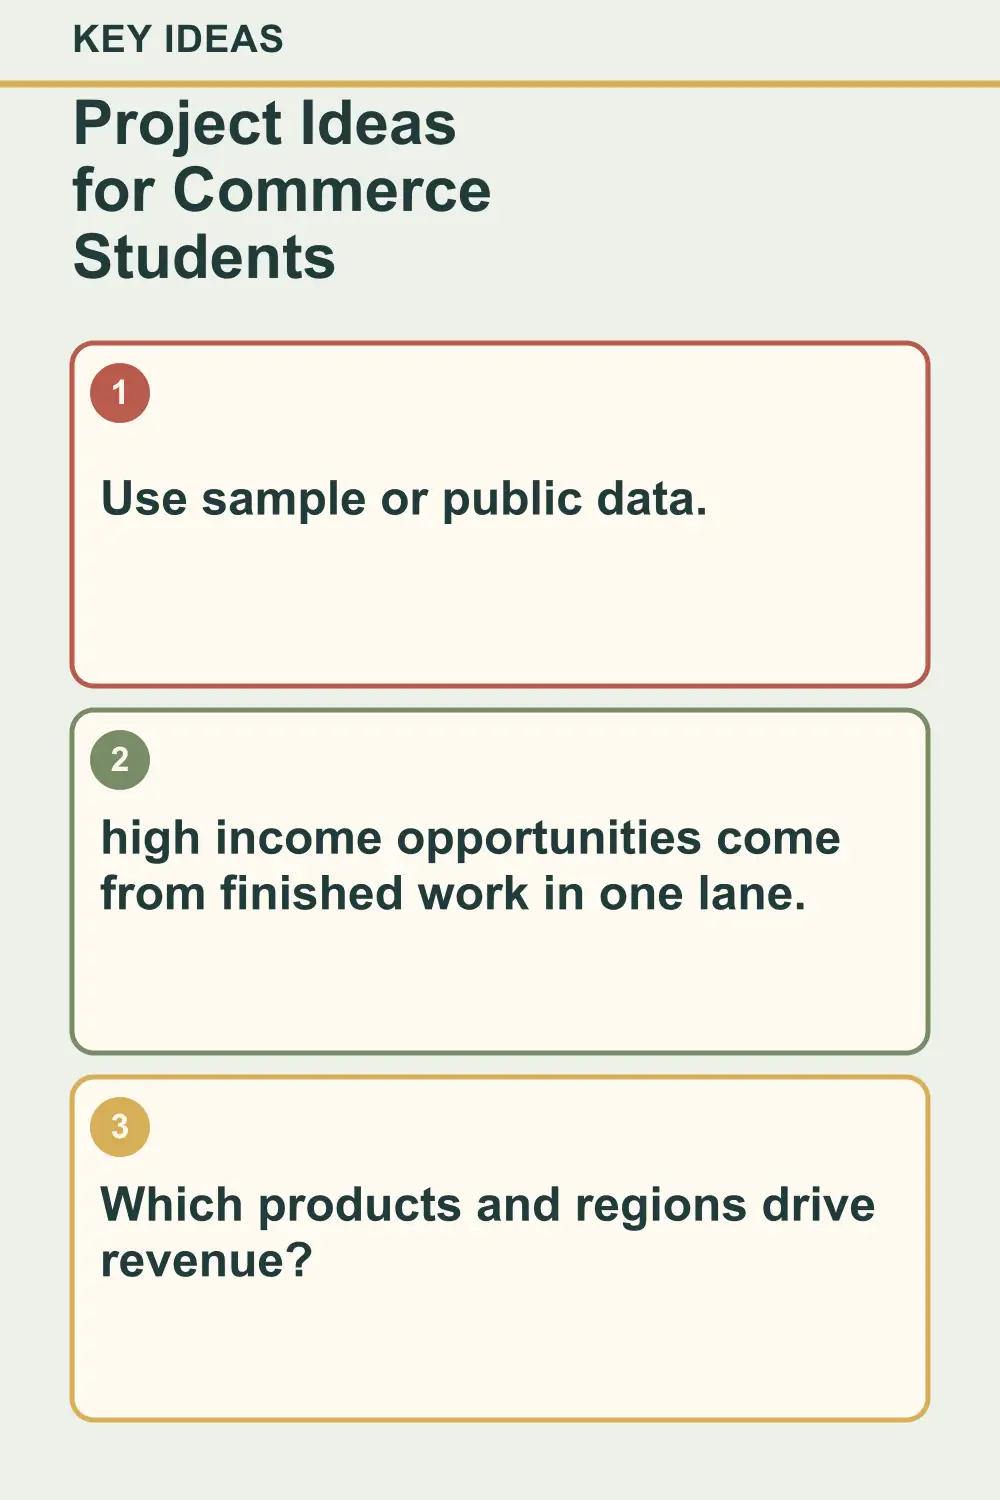 KEY IDEAS
Project Ideas
for Commerce
Students
1
Use sample or public data.
2
high income opportunities come
from finished work in one lane.
3
Which products and regions drive
revenue?